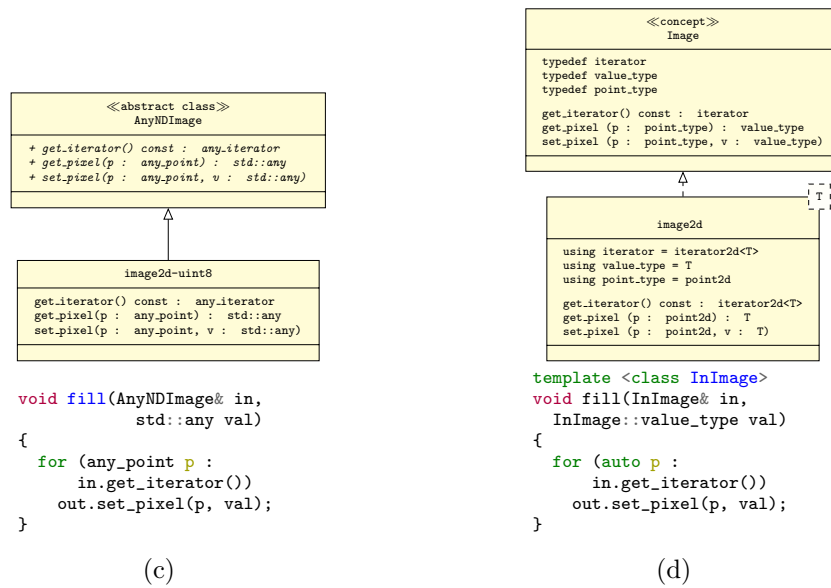 ≪abstract class≫
AnyNDImage
+ get_iterator() const : any_iterator
+ get_pixel(p : any_point) : std::any
+ set_pixel(p : any_point, v : std::any)
image2d-uint8
get_iterator() const : any_iterator
get_pixel(p : any_point) : std::any
set_pixel(p : any_point, v : std::any)
void fill(AnyNDImage& in,
std::any val)
{
for (any_point p :
in.get_iterator())
out.set_pixel(p, val);
}
(c)
≪concept≫
Image
typedef iterator
typedef value_type
typedef point_type
get_iterator() const : iterator
get_pixel (p : point_type) : value_type
set_pixel (p : point_type, v : value_type)
T
image2d
using iterator = iterator2d<T>
using value_type = T
using point_type = point2d
get_iterator() const : iterator2d<T>
get_pixel (p : point2d) : T
set_pixel (p : point2d, v : T)
template <class InImage>
void fill(InImage& in,
InImage::value_type val)
{
for (auto p :
in.get_iterator())
out.set_pixel(p, val);
}
(d)